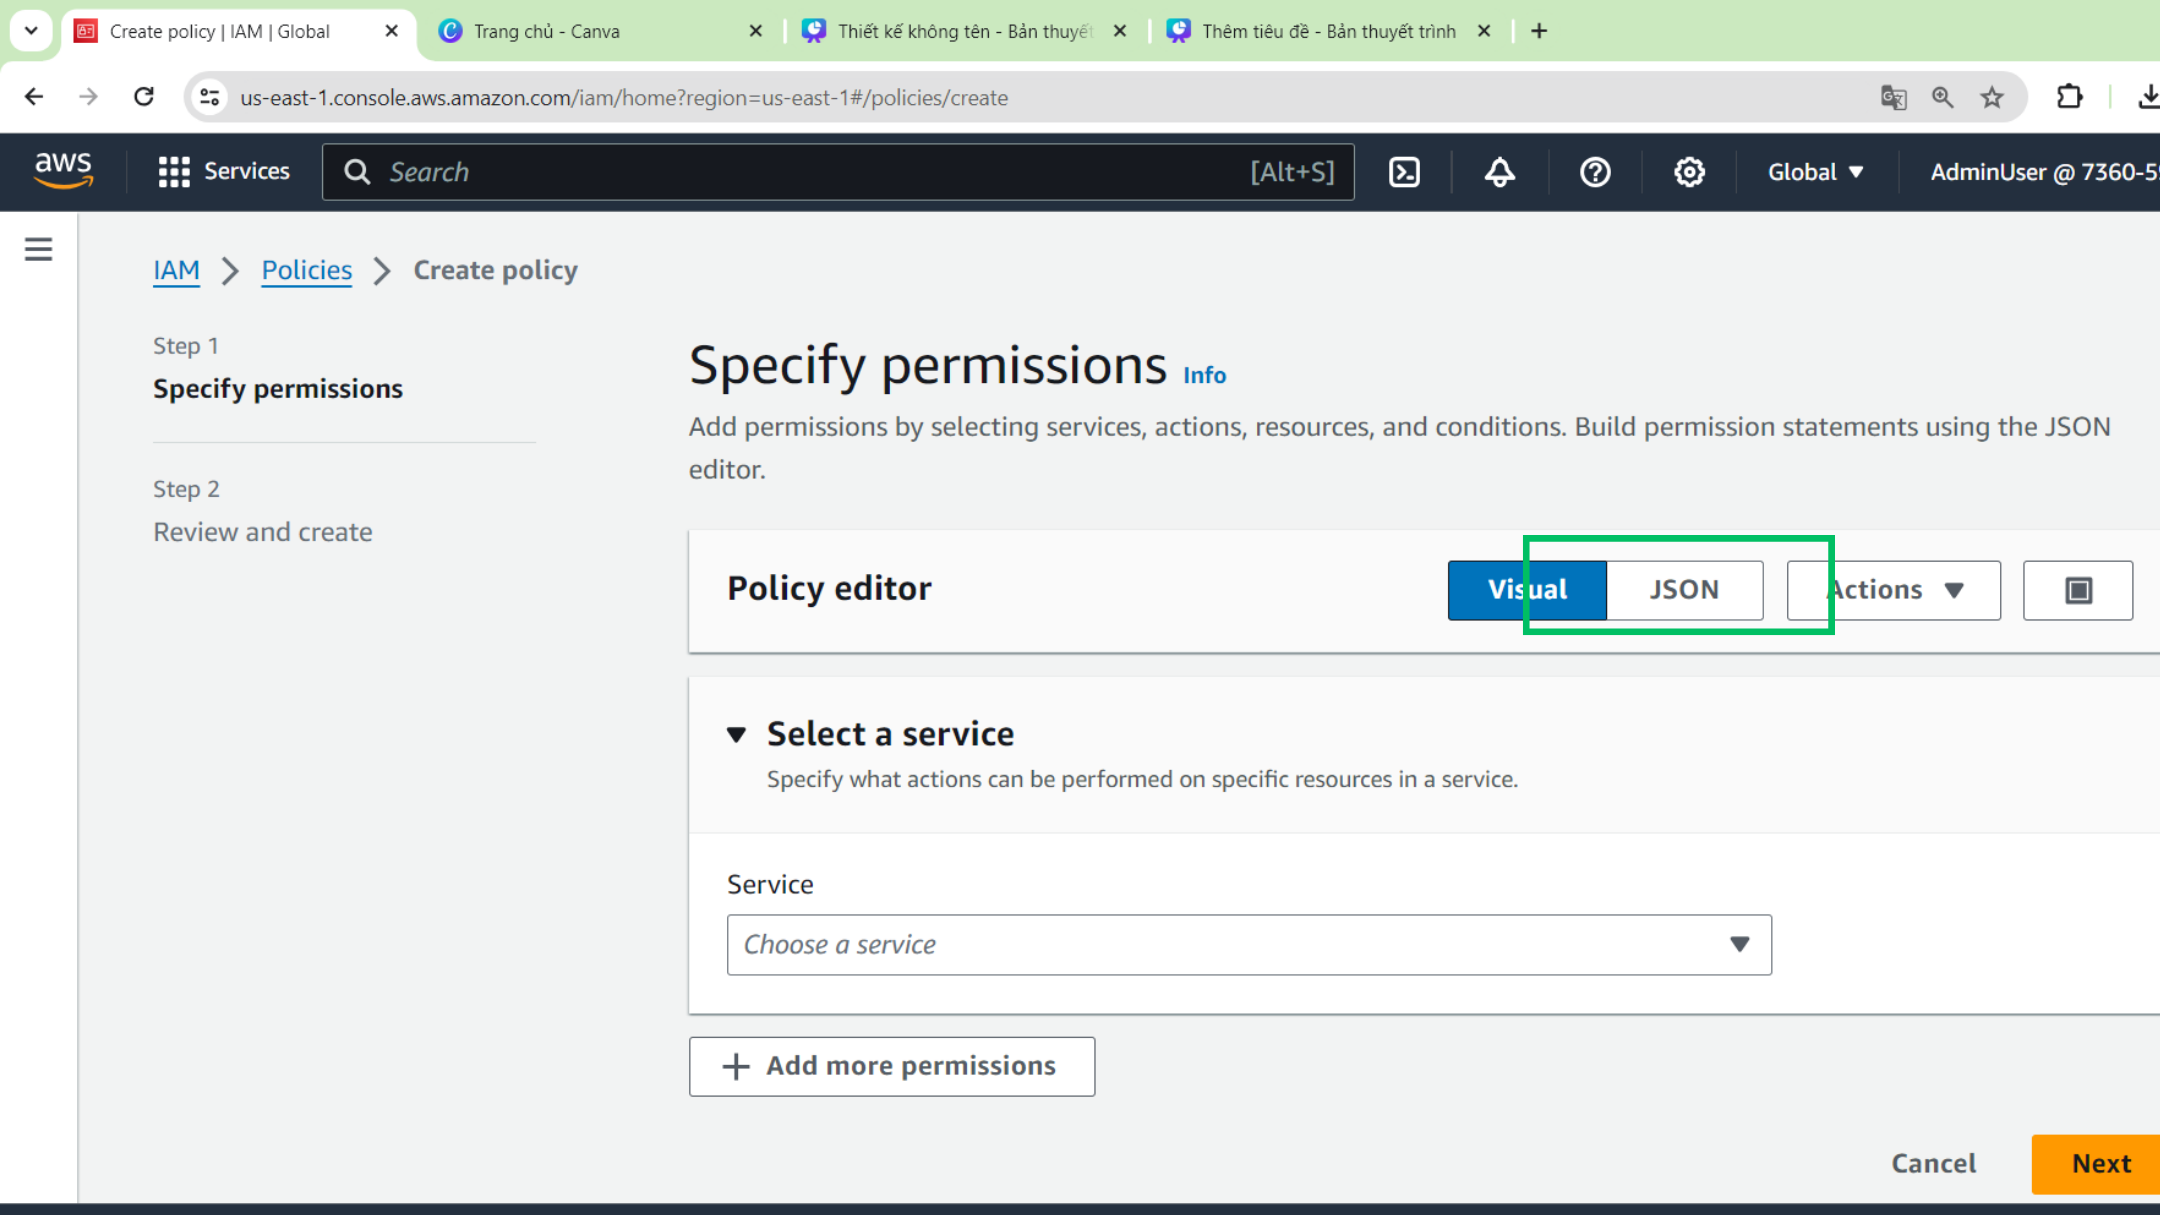 Create policy | IAM | Global
Trang chủ - Canva
Thiết kế không tên - Bản thuyết
Thêm tiêu đề - Bản thuyết trình
us-east-1.console.aws.amazon.com/iam/home?region=us-east-1#/policies/create
aws
Services
Search
[Alt+S]
Global
AdminUser @ 7360-5
IAM
Policies
Create policy
Step 1
Specify permissions
Step 2
Review and create
Specify permissions Info
Add permissions by selecting services, actions, resources, and conditions. Build permission statements using the JSON
editor.
Policy editor
Visual
JSON
Actions
Select a service
Specify what actions can be performed on specific resources in a service.
Service
Choose a service
Add more permissions
Cancel
Next